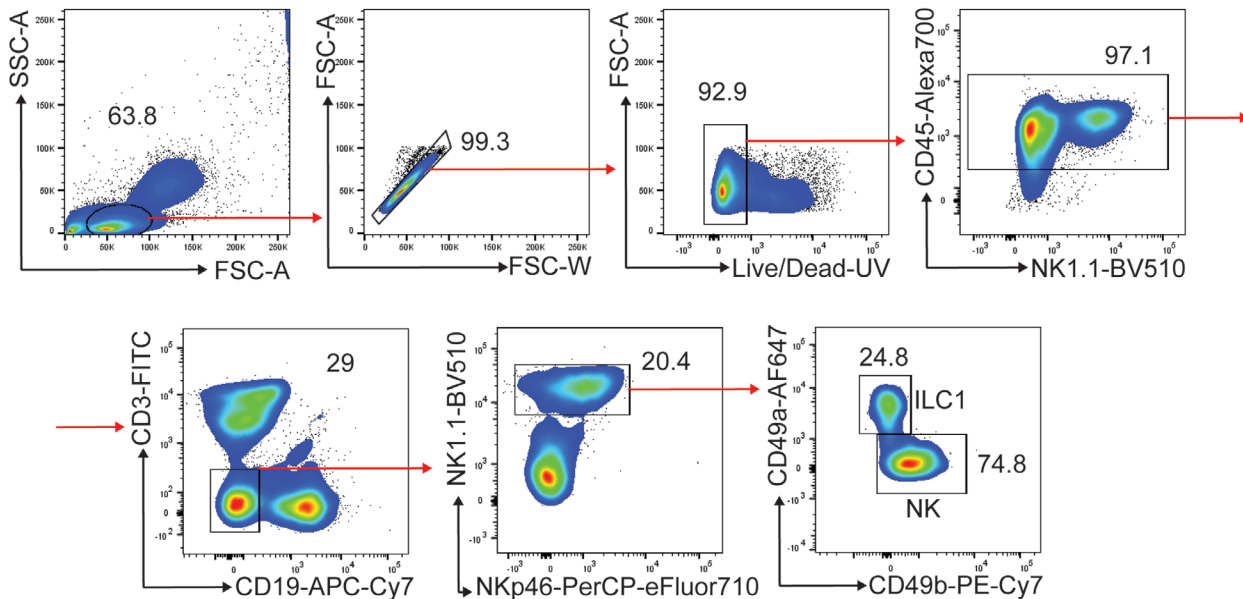 SSC-A
250K
200K
150K
100K
50K
0
63.8
0 50K 100K 150K 200K 250K
FSC-A
FSC-A
250K
200K
150K
100K
50K
0
99.3
0 50K 100K 150K 200K 250K
FSC-W
FSC-A
250K
200K
150K
100K
50K
0
92.9
-10³ 0 10³ 10⁴ 10⁵
Live/Dead-UV
CD45-Alexa700
10⁵
10⁴
10³
0
97.1
-10³ 0 10³ 10⁴ 10⁵
NK1.1-BV510
CD3-FITC
10⁵
10⁴
10³
10²
0
-10²
29
0 10³ 10⁴ 10⁵
CD19-APC-Cy7
NK1.1-BV510
10⁵
10⁴
10³
0
-10³
20.4
-10³ 0 10³ 10⁴ 10⁵
NKp46-PerCP-eFluor710
CD49a-AF647
10⁵
10⁴
10³
0
-10³
-10⁴
24.8
ILC1
74.8
NK
-10³ 0 10³ 10⁴ 10⁵
CD49b-PE-Cy7